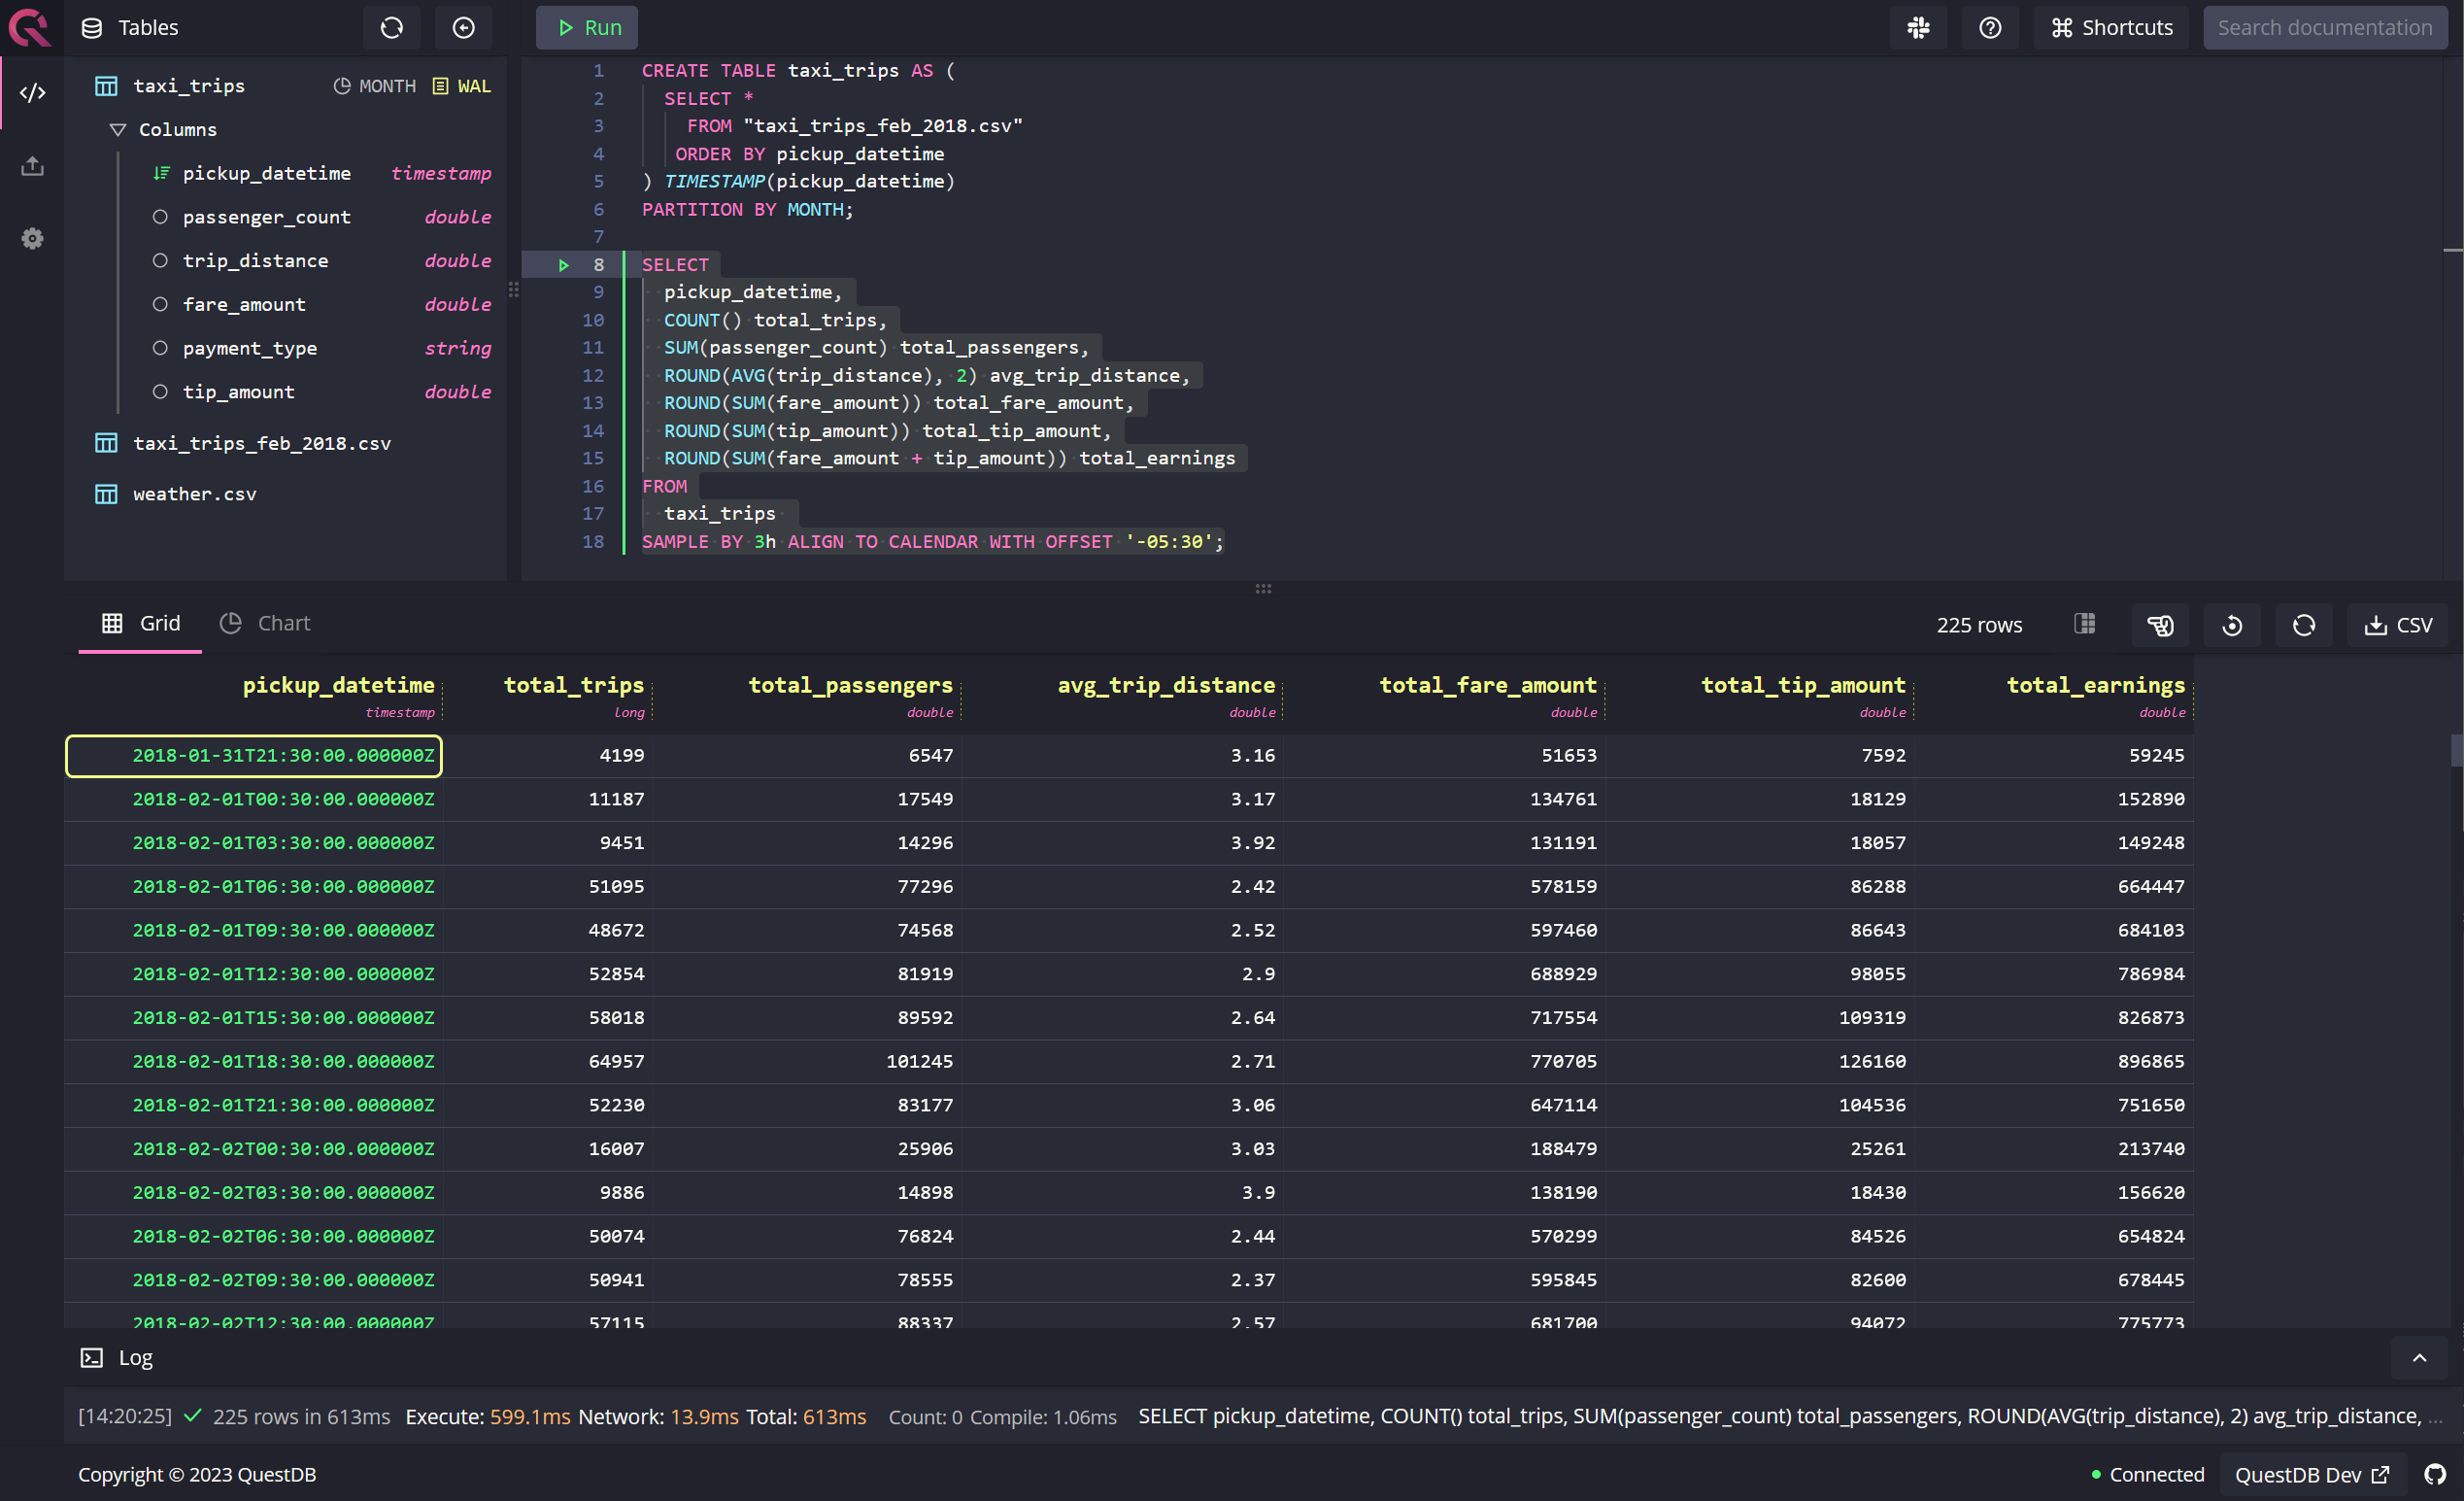 Tables
Run
Shortcuts
Search documentation
taxi_trips MONTH WAL
Columns
pickup_datetime timestamp
passenger_count double
trip_distance double
fare_amount double
payment_type string
tip_amount double
taxi_trips_feb_2018.csv
weather.csv
1 CREATE TABLE taxi_trips AS (
2 SELECT *
3 FROM "taxi_trips_feb_2018.csv"
4 ORDER BY pickup_datetime
5 ) TIMESTAMP(pickup_datetime)
6 PARTITION BY MONTH;
7
8 SELECT
9 pickup_datetime,
10 COUNT() total_trips,
11 SUM(passenger_count) total_passengers,
12 ROUND(AVG(trip_distance), 2) avg_trip_distance,
13 ROUND(SUM(fare_amount)) total_fare_amount,
14 ROUND(SUM(tip_amount)) total_tip_amount,
15 ROUND(SUM(fare_amount + tip_amount)) total_earnings
16 FROM
17 taxi_trips
18 SAMPLE BY 3h ALIGN TO CALENDAR WITH OFFSET '-05:30';
Grid Chart 225 rows CSV
pickup_datetime total_trips total_passengers avg_trip_distance total_fare_amount total_tip_amount total_earnings
timestamp long double double double double double
2018-01-31T21:30:00.000000Z 4199 6547 3.16 51653 7592 59245
2018-02-01T00:30:00.000000Z 11187 17549 3.17 134761 18129 152890
2018-02-01T03:30:00.000000Z 9451 14296 3.92 131191 18057 149248
2018-02-01T06:30:00.000000Z 51095 77296 2.42 578159 86288 664447
2018-02-01T09:30:00.000000Z 48672 74568 2.52 597460 86643 684103
2018-02-01T12:30:00.000000Z 52854 81919 2.9 688929 98055 786984
2018-02-01T15:30:00.000000Z 58018 89592 2.64 717554 109319 826873
2018-02-01T18:30:00.000000Z 64957 101245 2.71 770705 126160 896865
2018-02-01T21:30:00.000000Z 52230 83177 3.06 647114 104536 751650
2018-02-02T00:30:00.000000Z 16007 25906 3.03 188479 25261 213740
2018-02-02T03:30:00.000000Z 9886 14898 3.9 138190 18430 156620
2018-02-02T06:30:00.000000Z 50074 76824 2.44 570299 84526 654824
2018-02-02T09:30:00.000000Z 50941 78555 2.37 595845 82600 678445
2018-02-02T12:30:00.000000Z 57115 88337 2.57 681700 94072 775773
Log
[14:20:25] 225 rows in 613ms Execute: 599.1ms Network: 13.9ms Total: 613ms Count: 0 Compile: 1.06ms SELECT pickup_datetime, COUNT() total_trips, SUM(passenger_count) total_passengers, ROUND(AVG(trip_distance), 2) avg_trip_distance, ...
Copyright © 2023 QuestDB
Connected
QuestDB Dev